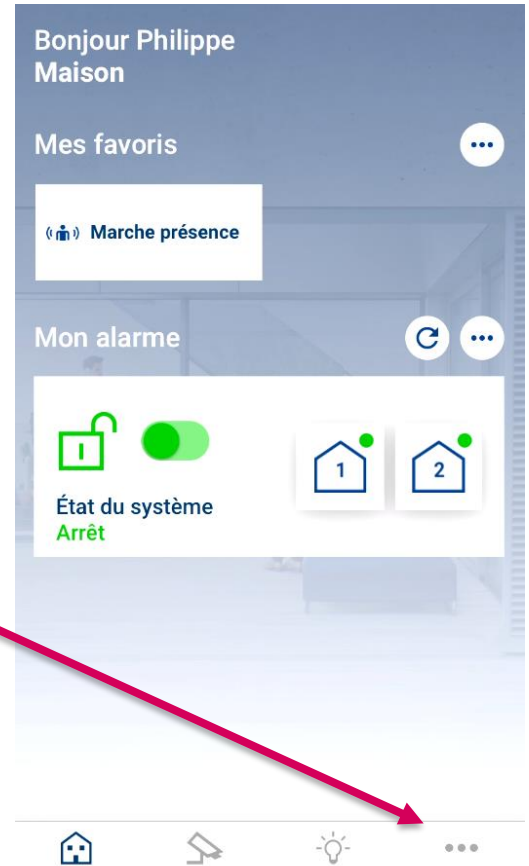 Bonjour Philippe
Maison
Mes favoris
Marche présence
Mon alarme
1
2
État du système
Arrêt